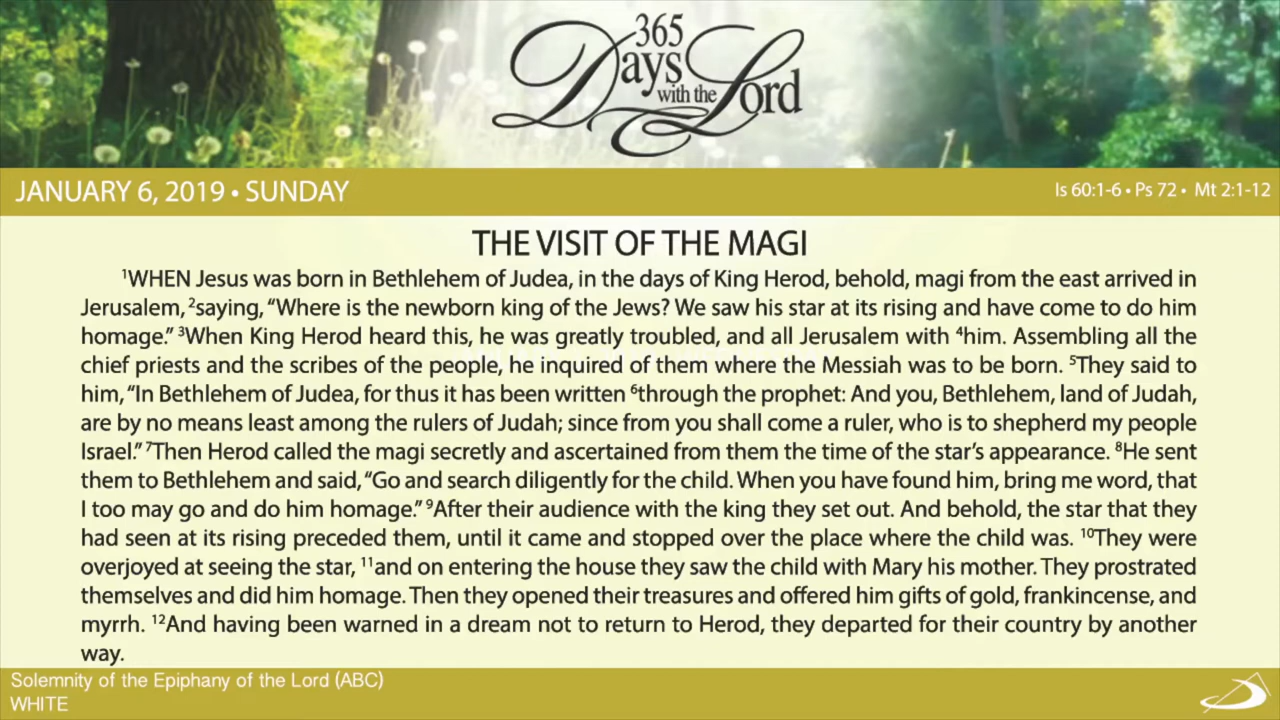 365
Days
with the
Lord
JANUARY 6, 2019 • SUNDAY
Is 60:1-6 • Ps 72 • Mt 2:1-12
THE VISIT OF THE MAGI
¹WHEN Jesus was born in Bethlehem of Judea, in the days of King Herod, behold, magi from the east arrived in
Jerusalem, ²saying, “Where is the newborn king of the Jews? We saw his star at its rising and have come to do him
homage.” ³When King Herod heard this, he was greatly troubled, and all Jerusalem with ⁴him. Assembling all the
chief priests and the scribes of the people, he inquired of them where the Messiah was to be born. ⁵They said to
him, “In Bethlehem of Judea, for thus it has been written ⁶through the prophet: And you, Bethlehem, land of Judah,
are by no means least among the rulers of Judah; since from you shall come a ruler, who is to shepherd my people
Israel.” ⁷Then Herod called the magi secretly and ascertained from them the time of the star’s appearance. ⁸He sent
them to Bethlehem and said, “Go and search diligently for the child. When you have found him, bring me word, that
I too may go and do him homage.” ⁹After their audience with the king they set out. And behold, the star that they
had seen at its rising preceded them, until it came and stopped over the place where the child was. ¹⁰They were
overjoyed at seeing the star, ¹¹and on entering the house they saw the child with Mary his mother. They prostrated
themselves and did him homage. Then they opened their treasures and offered him gifts of gold, frankincense, and
myrrh. ¹²And having been warned in a dream not to return to Herod, they departed for their country by another
way.
Solemnity of the Epiphany of the Lord (ABC)
WHITE